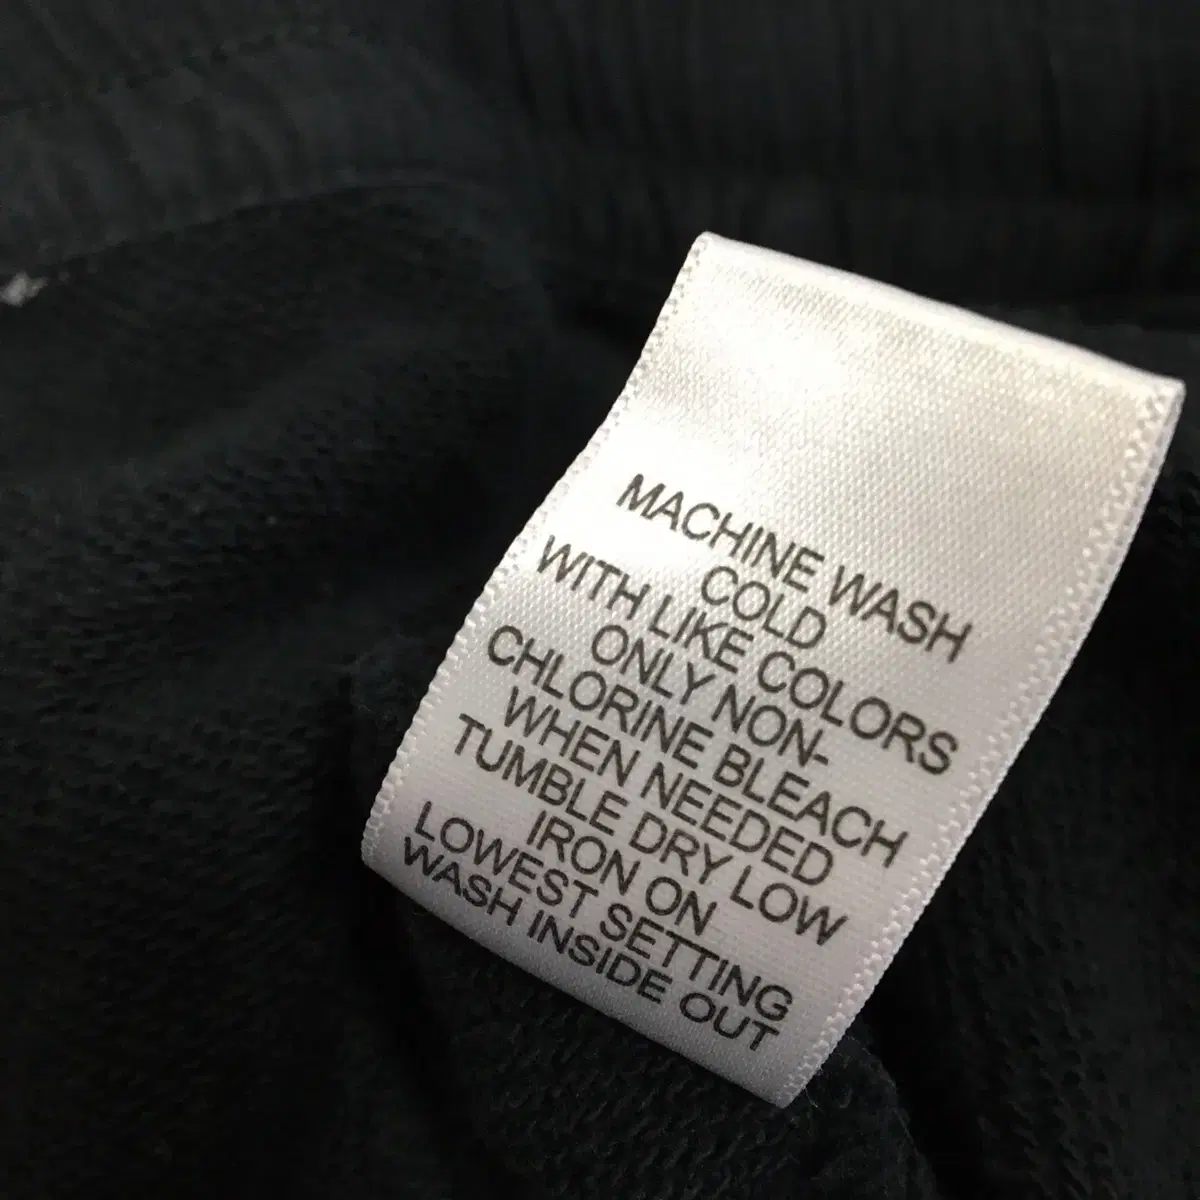 MACHINE WASH
COLD
WITH LIKE COLORS
ONLY NON-
CHLORINE BLEACH
WHEN NEEDED
TUMBLE DRY LOW
IRON ON
LOWEST SETTING
WASH INSIDE OUT